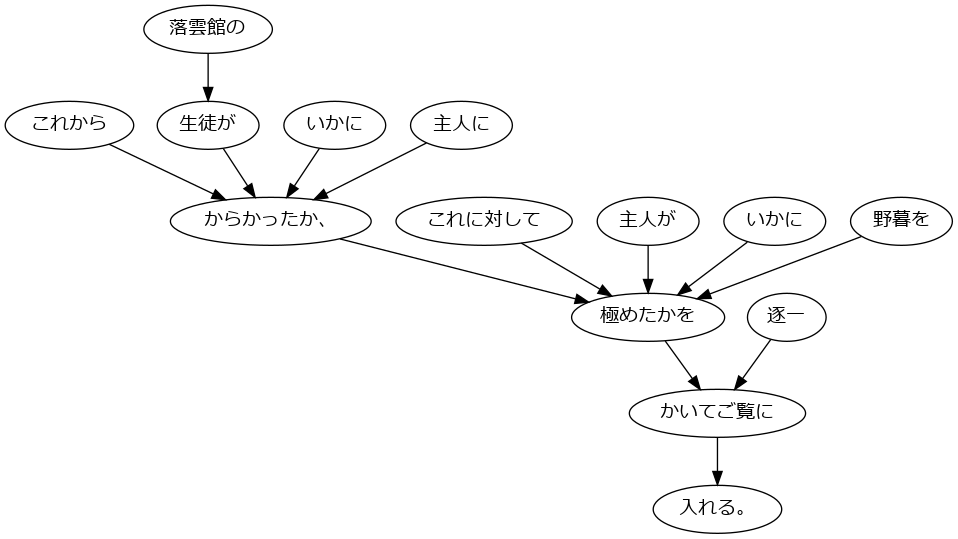 落雲館の
これから
生徒が
いかに
主人に
からかったか、
これに対して
主人が
いかに
野暮を
極めたかを
逐一
かいてご覧に
入れる。